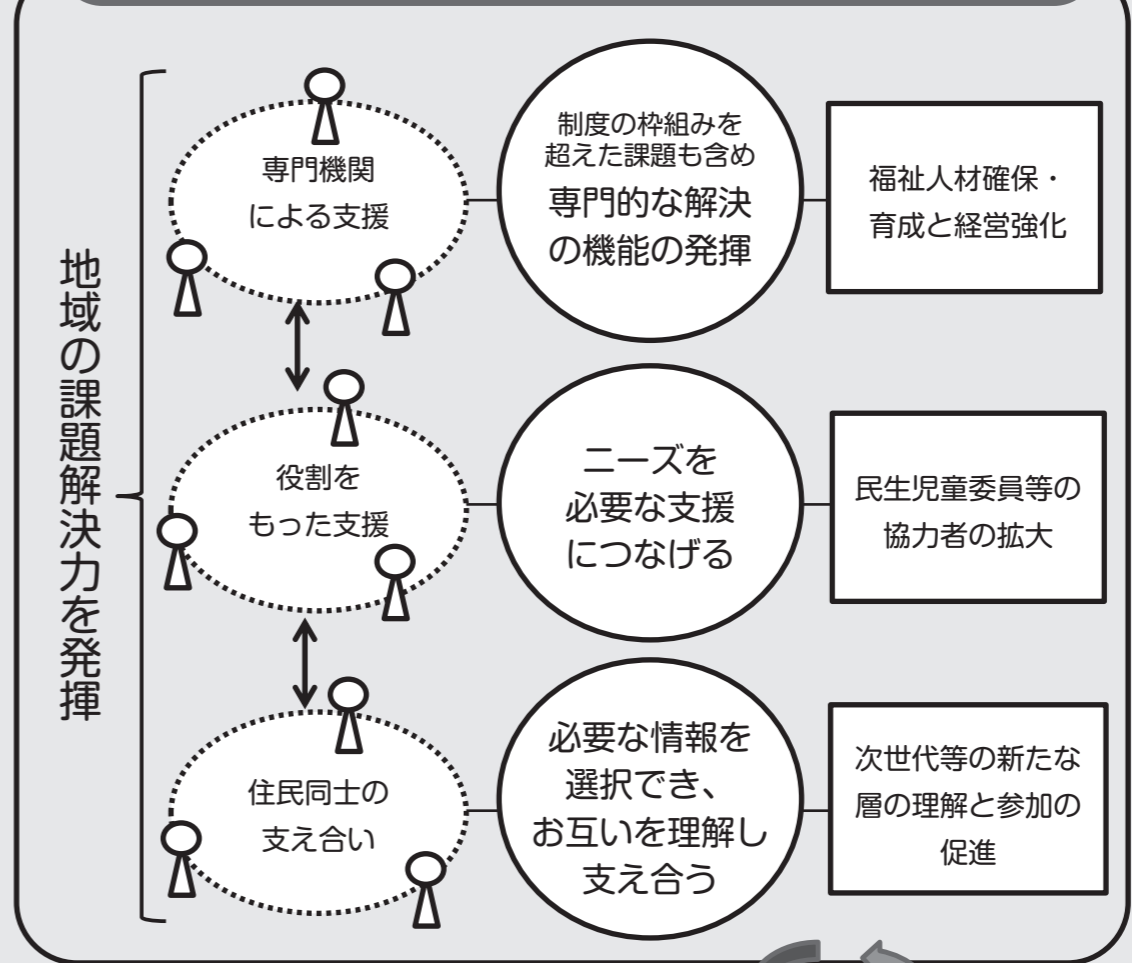 地域の課題解決力を発揮
専門機関
による支援
制度の枠組みを
超えた課題も含め
専門的な解決
の機能の発揮
福祉人材確保・
育成と経営強化
役割を
もった支援
ニーズを
必要な支援
につなげる
民生児童委員等の
協力者の拡大
住民同士の
支え合い
必要な情報を
選択でき、
お互いを理解し
支え合う
次世代等の新たな
層の理解と参加の
促進